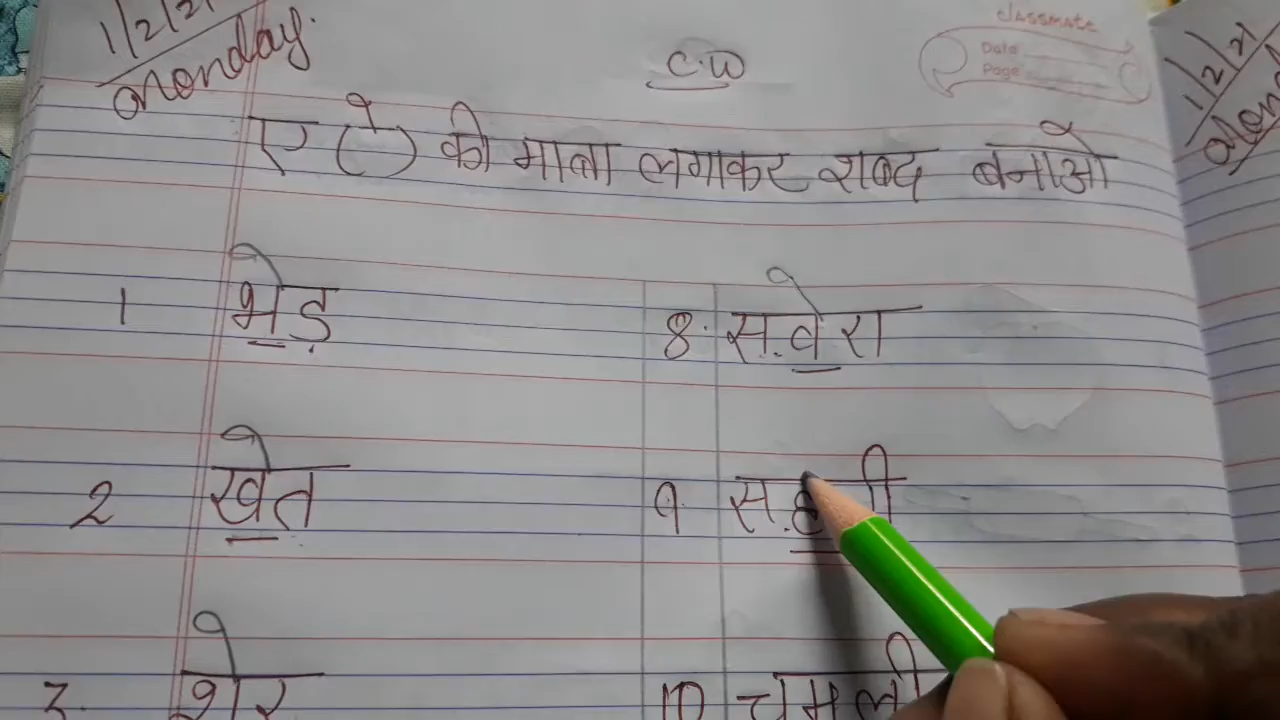 1/2/21
Monday.
C.W
classmate
Date
Page
ए (े) की मात्रा लगाकर शब्द बनाओ
1 भेड़
2 खेत
3. शेर
8. सवेरा
9.
10 चमेली
1/2/21